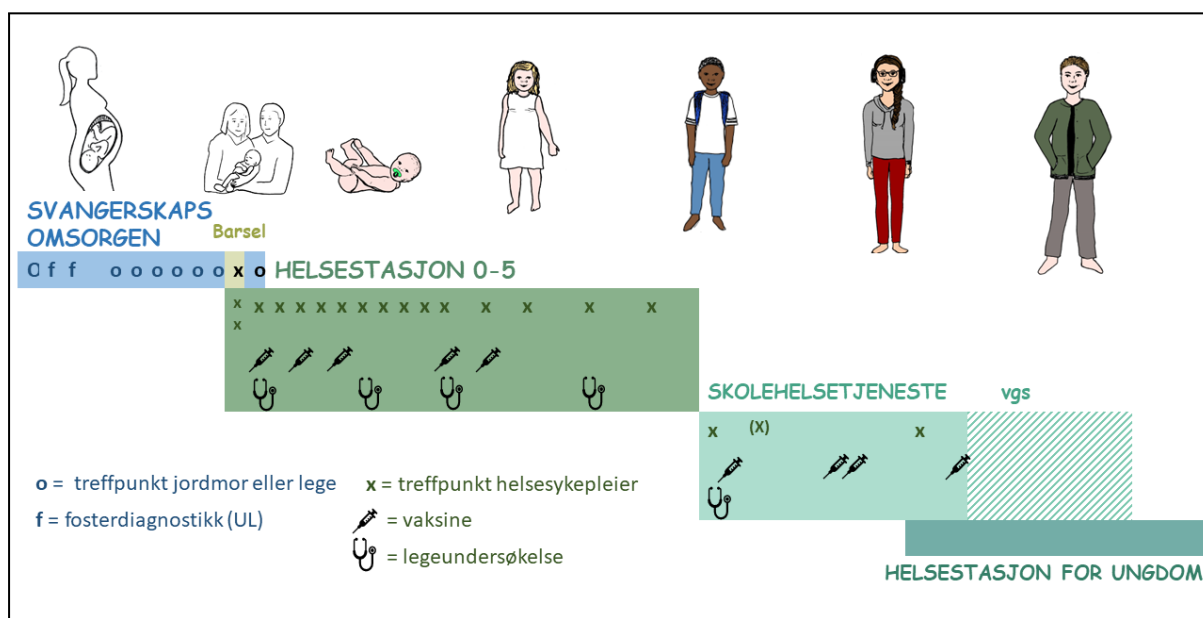 SVANGERSKAPS
OMSORGEN
Barsel
O f f o o o o o o x o HELSESTASJON 0-5
x x x x x x x x x x x x x x x
x
SKOLEHELSETJENESTE vgs
x (X) x
o = treffpunkt jordmor eller lege
f = fosterdiagnostikk (UL)
x = treffpunkt helsesykepleier
= vaksine
= legeundersøkelse
HELSESTASJON FOR UNGDOM